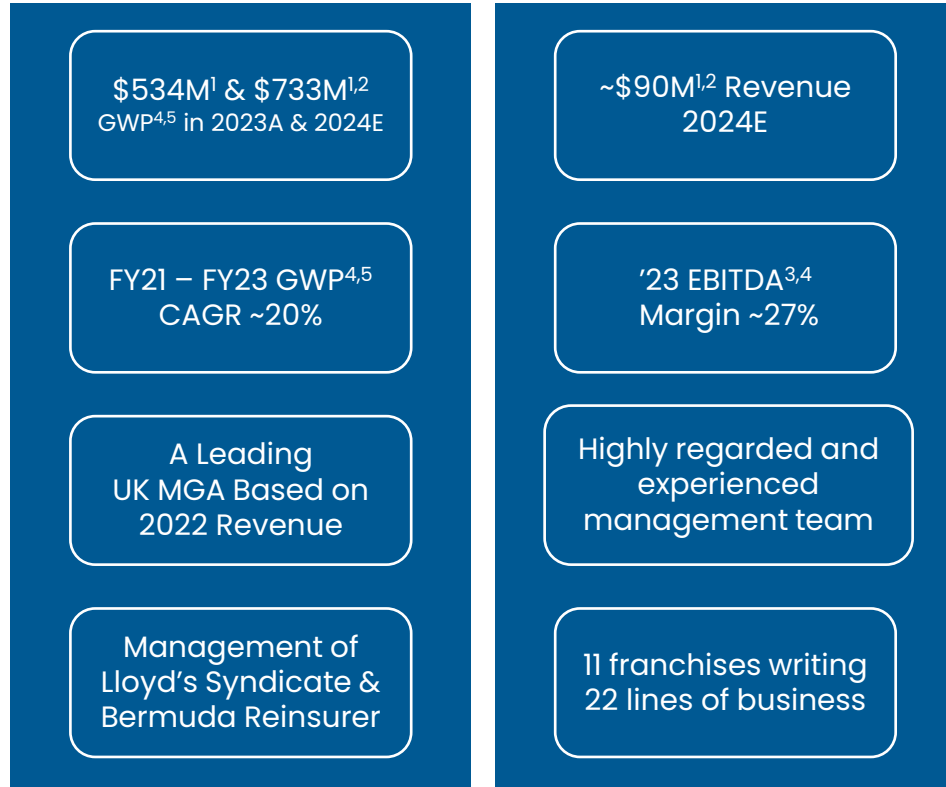 $534M¹ & $733M¹,²
GWP⁴,⁵ in 2023A & 2024E
FY21 – FY23 GWP⁴,⁵
CAGR ~20%
A Leading
UK MGA Based on
2022 Revenue
Management of
Lloyd’s Syndicate &
Bermuda Reinsurer
~$90M¹,² Revenue
2024E
’23 EBITDA³,⁴
Margin ~27%
Highly regarded and
experienced
management team
11 franchises writing
22 lines of business